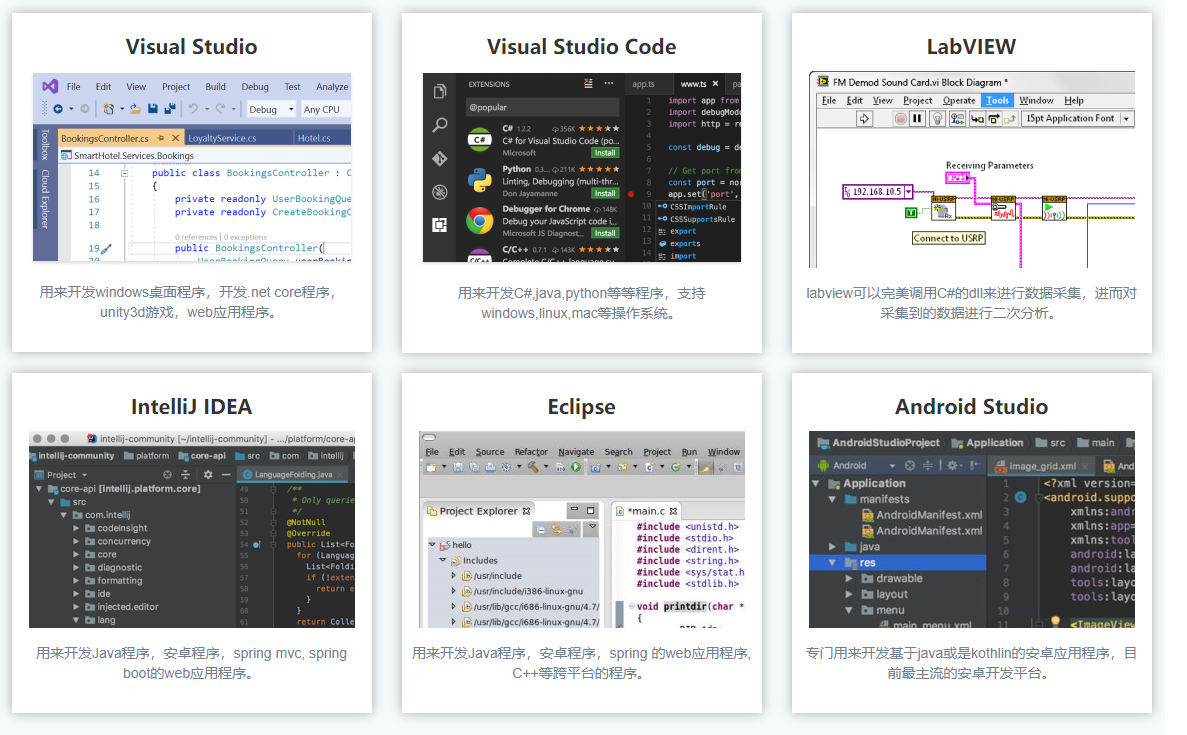 Visual Studio
File Edit View Project Build Debug Test Analyze
Debug Any CPU
Toolbox
Cloud Explorer
BookingsController.cs LoyaltyService.cs Hotel.cs
SmartHotel.Services.Bookings
14 public class BookingsController : C
15 {
16 private readonly UserBookingQue
17 private readonly CreateBookingC
18
0 references | 0 exceptions
19 public BookingsController(
用来开发windows桌面程序，开发.net core程序，
unity3d游戏，web应用程序。
Visual Studio Code
EXTENSIONS
@popular
C# 1.2.2 356K
C# for Visual Studio Code (po...
Microsoft Install
Python 0.3... 211K
Linting, Debugging (multi-thr...
Don Jayamanne Install
Debugger for Chrome 148K
Debug your JavaScript code i...
Microsoft JS Diagnost... Install
C/C++ 0.7.1 143K
app.ts www.ts
1 import app from
2 import debugModu
3 import http = re
4
5 const debug = de
6
7 // Get port from
8 const port = nor
9 app.set('port',
10 CSSImportRule
11 CSSSupportsRule
12 export
13 exports
14 import
用来开发C#,java,python等等程序，支持
windows,linux,mac等操作系统。
LabVIEW
FM Demod Sound Card.vi Block Diagram *
File Edit View Project Operate Tools Window Help
15pt Application Font
Receiving Parameters
192.168.10.5
NI-USRP NI-USRP NI-USRP
Connect to USRP
labview可以完美调用C#的dll来进行数据采集，进而对
采集到的数据进行二次分析。
IntelliJ IDEA
intellij-community [~/intellij-community] - .../platform/core-a
intellij-community platform core-api src com intellij
Project
core-api [intellij.platform.core]
src
com.intellij
codeInsight
concurrency
core
diagnostic
formatting
ide
injected.editor
lang
LanguageFolding.java
49 /**
50 * Only querie
51 */
52 @NotNull
53 @Override
54 public List<Fo
55 for (Languag
56 List<Foldi
57 if (!exten
58 return e
59 }
60 }
61 return Colle
用来开发Java程序，安卓程序，spring mvc, spring
boot的web应用程序。
Eclipse
File Edit Source Refactor Navigate Search Project Run Window
Project Explorer
hello
Includes
/usr/include
/usr/include/i386-linux-gnu
/usr/lib/gcc/i686-linux-gnu/4.7/
/usr/lib/gcc/i686-linux-gnu/4.7/
*main.c
#include <unistd.h>
#include <stdio.h>
#include <dirent.h>
#include <string.h>
#include <sys/stat.h
#include <stdlib.h>
void printdir(char *
{
用来开发Java程序，安卓程序，spring 的web应用程序,
C++等跨平台的程序。
Android Studio
AndroidStudioProject Application src main
Android
Application
manifests
AndroidManifest.xml
AndroidManifest.xml
java
res
drawable
layout
menu
main_menu.xml
image_grid.xml And
1 <?xml version=
2 <android.suppo
3 xmlns:andr
4 xmlns:app=
5 xmlns:tool
6 android:la
7 android:la
8 tools:layo
9 tools:layo
10
11 <ImageView
专门用来开发基于java或是kothlin的安卓应用程序，目
前最主流的安卓开发平台。